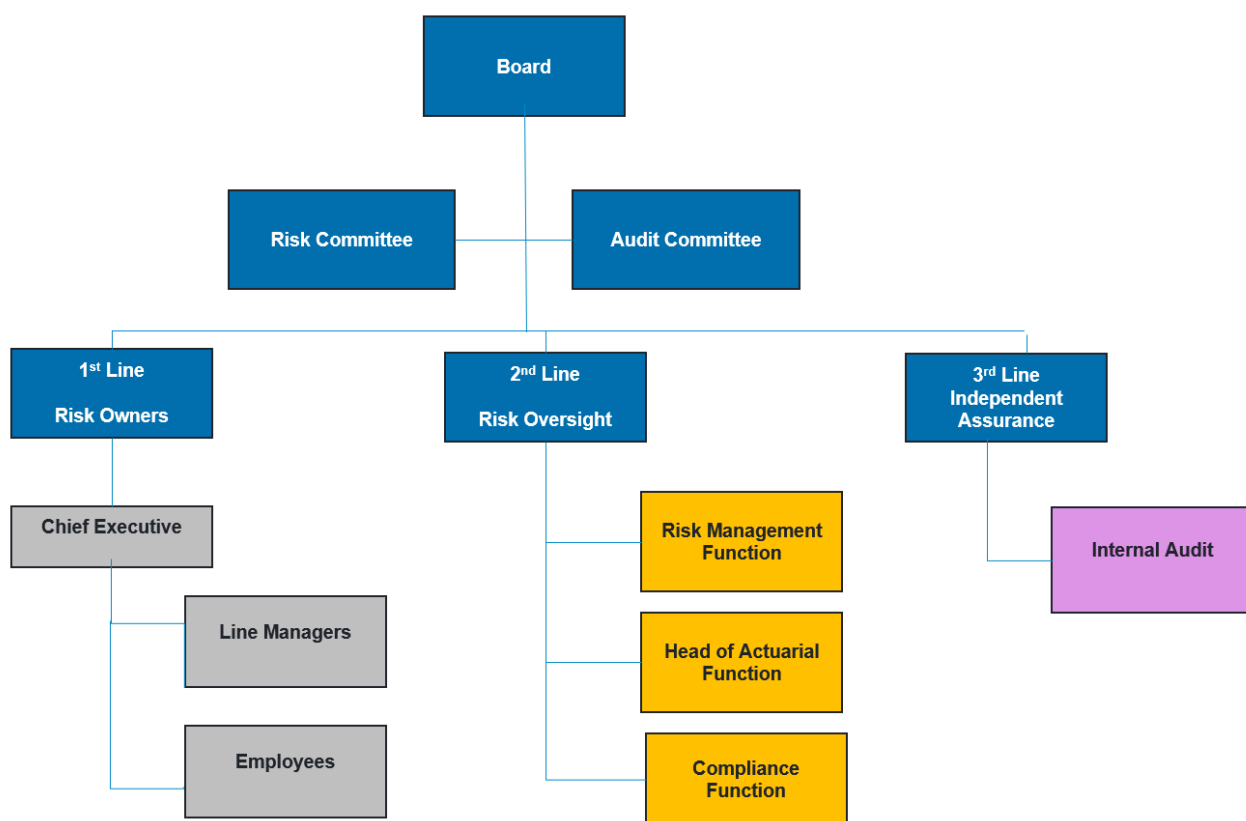 Board
Risk Committee
Audit Committee
1st Line
Risk Owners
2nd Line
Risk Oversight
3rd Line
Independent
Assurance
Chief Executive
Line Managers
Employees
Risk Management
Function
Head of Actuarial
Function
Compliance
Function
Internal Audit